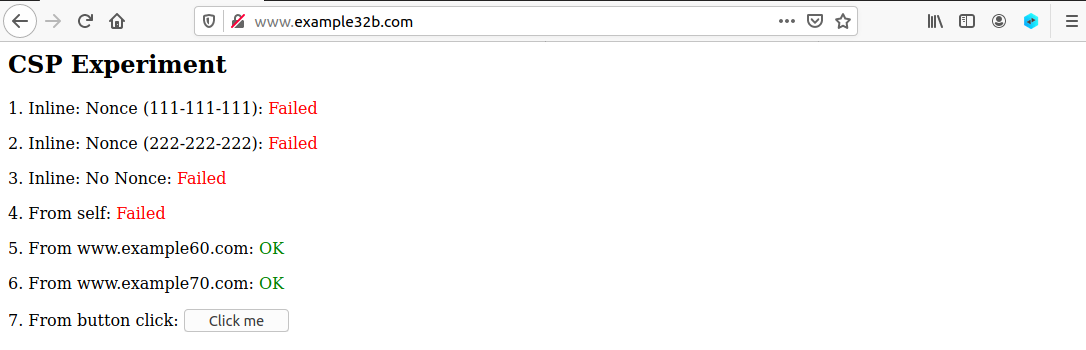 www.example32b.com
CSP Experiment
1. Inline: Nonce (111-111-111): Failed
2. Inline: Nonce (222-222-222): Failed
3. Inline: No Nonce: Failed
4. From self: Failed
5. From www.example60.com: OK
6. From www.example70.com: OK
7. From button click: Click me